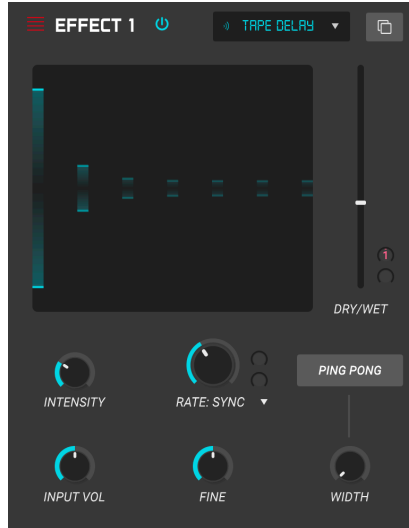 EFFECT 1
TAPE DELAY
1
DRY/WET
INTENSITY
RATE: SYNC
PING PONG
INPUT VOL
FINE
WIDTH